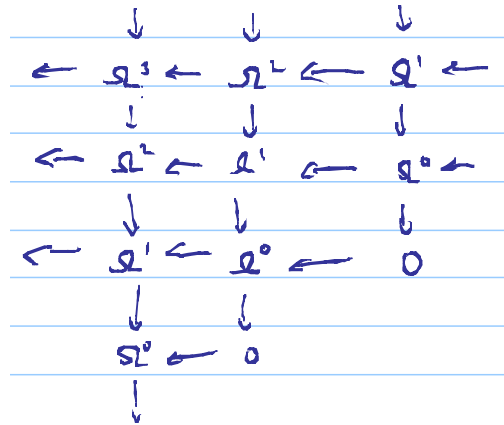 ← Ω³ ← Ω² ← Ω¹ ←
← Ω² ← Ω¹ ← Ω⁰ ←
← Ω¹ ← Ω⁰ ← 0
Ω⁰ ← 0